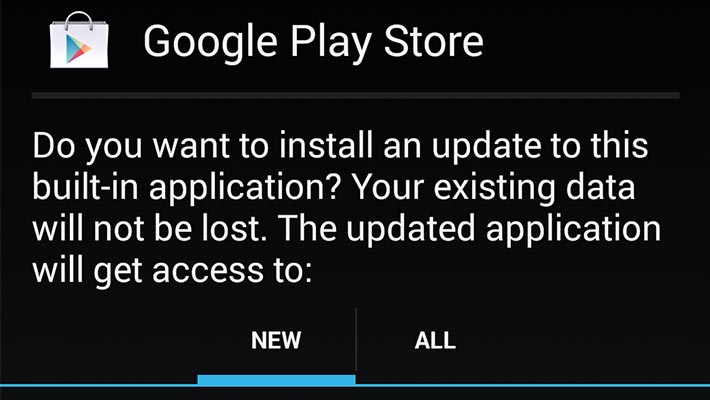 Google Play Store
Do you want to install an update to this
built-in application? Your existing data
will not be lost. The updated application
will get access to:
NEW
ALL